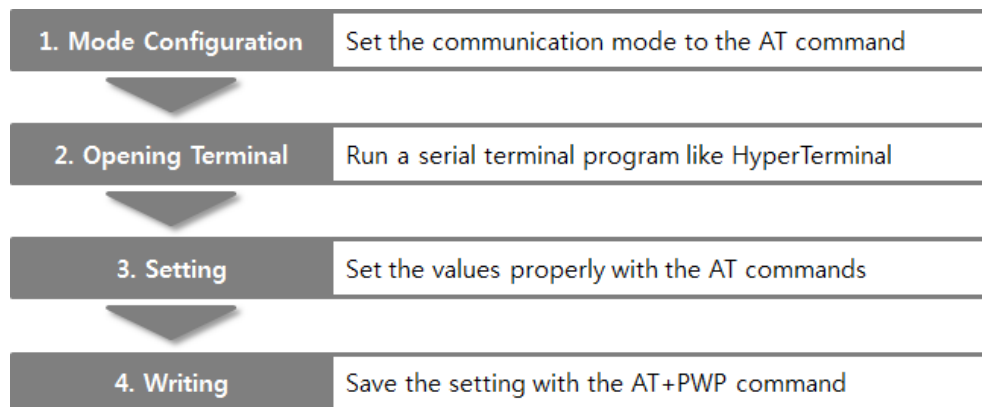 1. Mode Configuration Set the communication mode to the AT command
2. Opening Terminal Run a serial terminal program like HyperTerminal
3. Setting Set the values properly with the AT commands
4. Writing Save the setting with the AT+PWP command